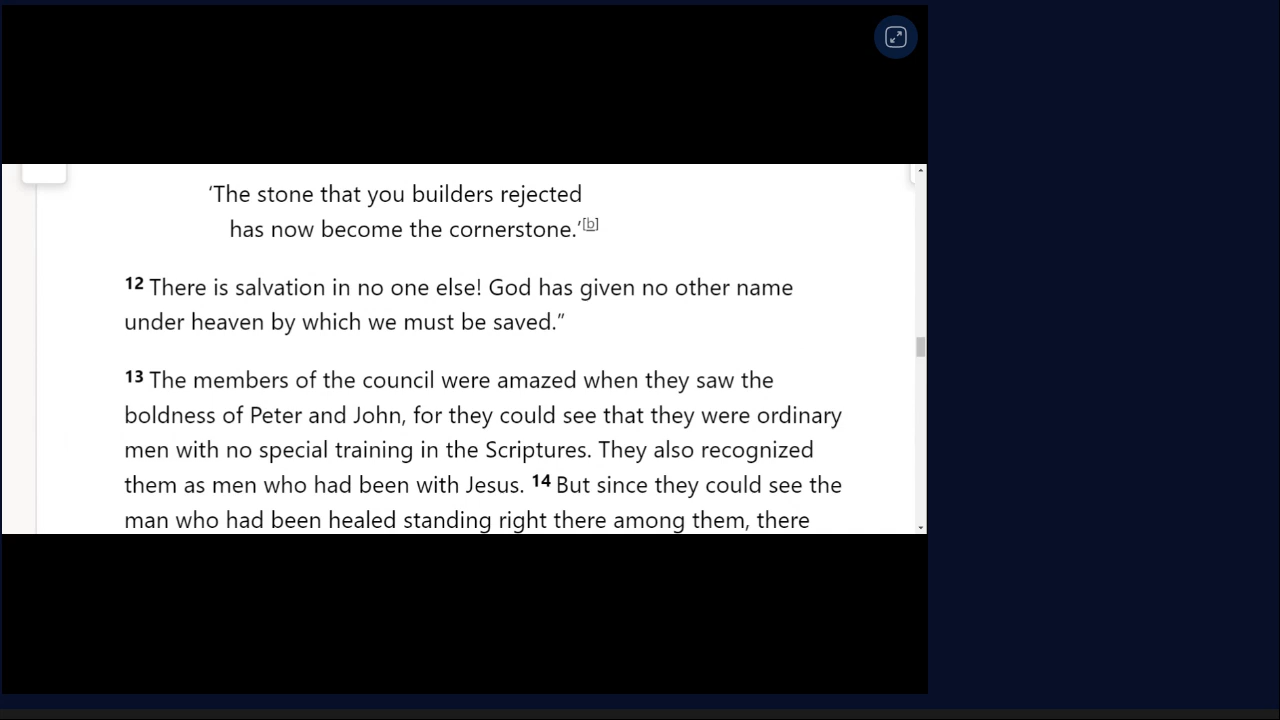 ‘The stone that you builders rejected
has now become the cornerstone.’[b]
12 There is salvation in no one else! God has given no other name
under heaven by which we must be saved.”
13 The members of the council were amazed when they saw the
boldness of Peter and John, for they could see that they were ordinary
men with no special training in the Scriptures. They also recognized
them as men who had been with Jesus. 14 But since they could see the
man who had been healed standing right there among them, there